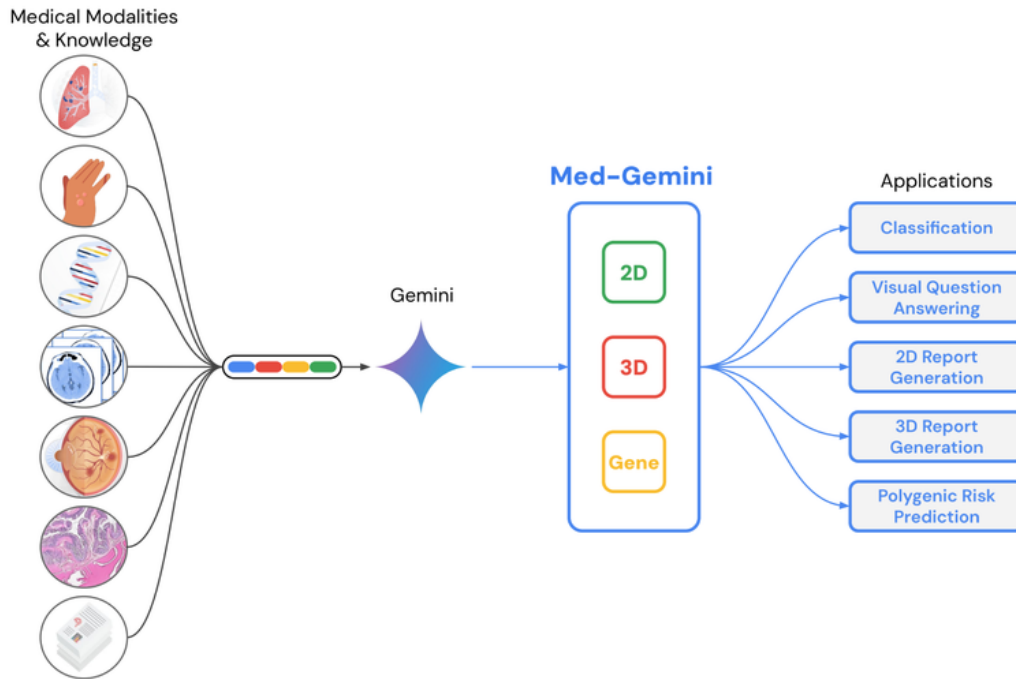 Medical Modalities
& Knowledge
Gemini
Med-Gemini
2D
3D
Gene
Applications
Classification
Visual Question
Answering
2D Report
Generation
3D Report
Generation
Polygenic Risk
Prediction